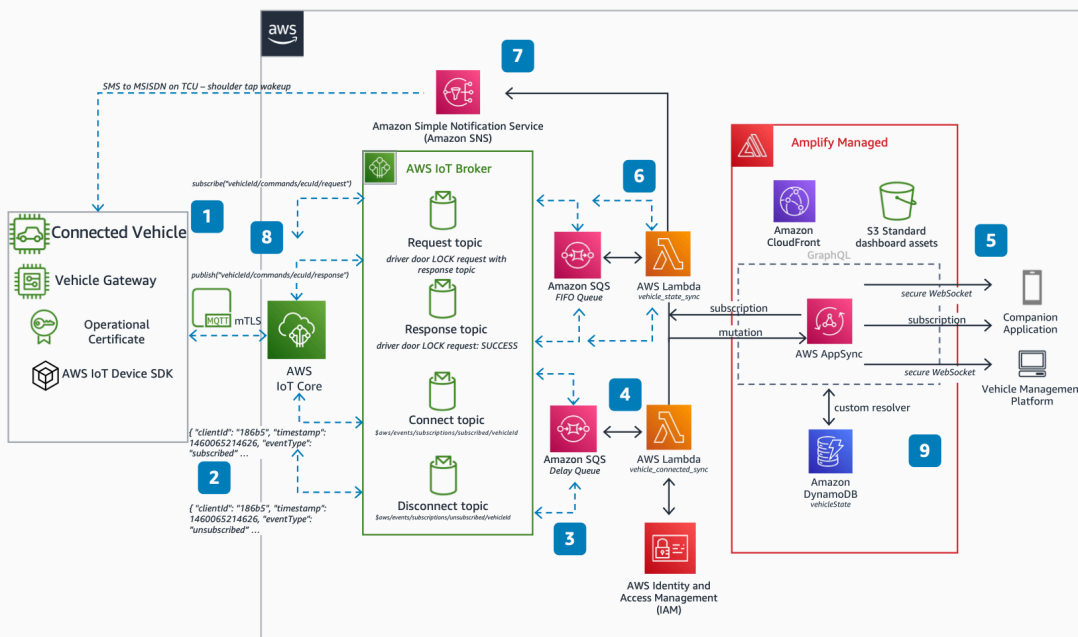 aws
7
SMS to MSISDN on TCU – shoulder tap wakeup
Amazon Simple Notification Service
(Amazon SNS)
Amplify Managed
AWS IoT Broker
subscribe("vehicleId/commands/ecuId/request")
6
1
8
Connected Vehicle
Vehicle Gateway
Operational
Certificate
AWS IoT Device SDK
MQTT
mTLS
publish("vehicleId/commands/ecuId/response")
AWS
IoT Core
Request topic
driver door LOCK request with
response topic
Response topic
driver door LOCK request: SUCCESS
Connect topic
$aws/events/subscriptions/subscribed/vehicleId
Disconnect topic
$aws/events/subscriptions/unsubscribed/vehicleId
{ "clientId": "186b5", "timestamp":
1460065214626, "eventType":
"subscribed" ...
2
{ "clientId": "186b5", "timestamp":
1460065214626, "eventType":
"unsubscribed" ...
Amazon SQS
FIFO Queue
AWS Lambda
vehicle_state_sync
4
Amazon SQS
Delay Queue
AWS Lambda
vehicle_connected_sync
3
AWS Identity and
Access Management
(IAM)
Amazon
CloudFront
S3 Standard
dashboard assets
GraphQL
5
subscription
mutation
AWS AppSync
secure WebSocket
subscription
secure WebSocket
Companion
Application
Vehicle Management
Platform
custom resolver
9
Amazon
DynamoDB
vehicleState